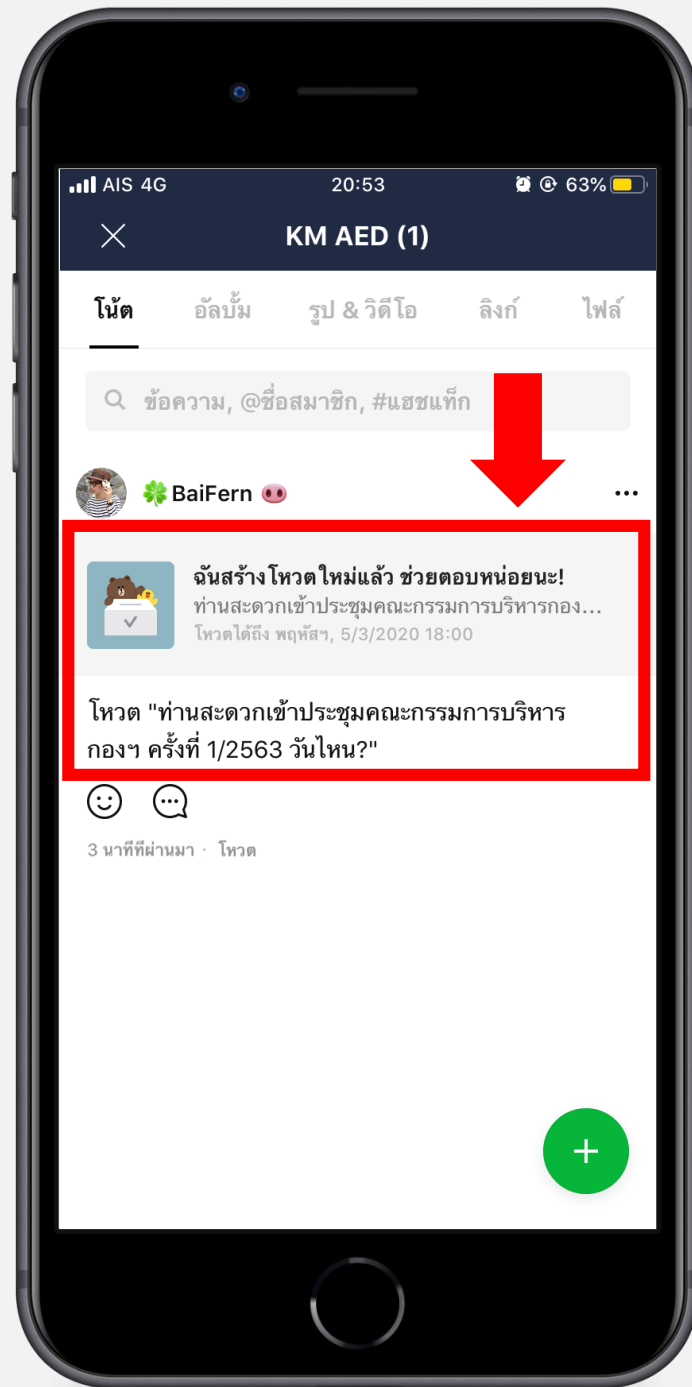 AIS 4G 20:53 63%
KM AED (1)
โน้ต อัลบั้ม รูป & วิดีโอ ลิงก์ ไฟล์
ข้อความ, @ชื่อสมาชิก, #แฮชแท็ก
BaiFern
ฉันสร้างโหวตใหม่แล้ว ช่วยตอบหน่อยนะ!
ท่านสะดวกเข้าประชุมคณะกรรมการบริหารกอง...
โหวตได้ถึง พฤหัสฯ, 5/3/2020 18:00
โหวต "ท่านสะดวกเข้าประชุมคณะกรรมการบริหาร
กองฯ ครั้งที่ 1/2563 วันไหน?"
3 นาทีที่ผ่านมา · โหวต